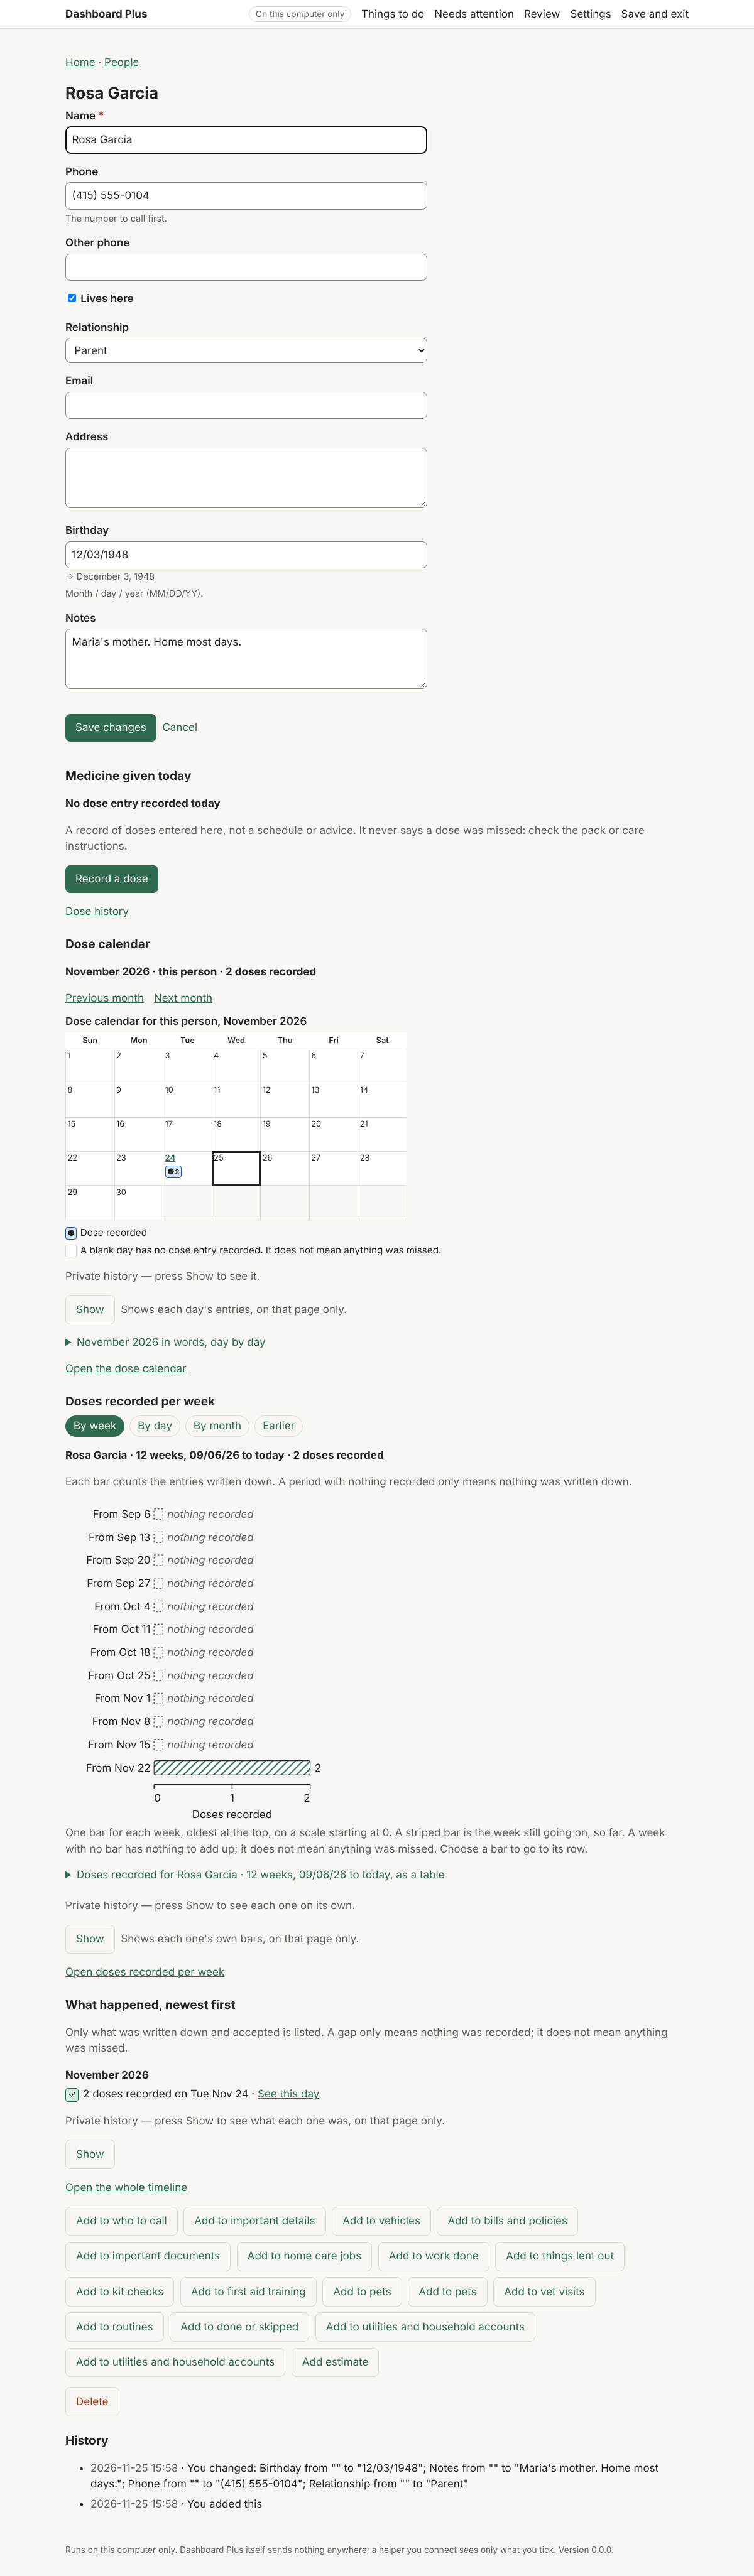 Dashboard Plus
On this computer only Things to do Needs attention Review Settings Save and exit
Home · People
Rosa Garcia
Name *
Rosa Garcia
Phone
(415) 555-0104
The number to call first.
Other phone
Lives here
Relationship
Parent
Email
Address
Birthday
12/03/1948
→ December 3, 1948
Month / day / year (MM/DD/YY).
Notes
Maria's mother. Home most days.
Save changes Cancel
Medicine given today
No dose entry recorded today
A record of doses entered here, not a schedule or advice. It never says a dose was missed: check the pack or care
instructions.
Record a dose
Dose history
Dose calendar
November 2026 · this person · 2 doses recorded
Previous month Next month
Dose calendar for this person, November 2026
Sun Mon Tue Wed Thu Fri Sat
1 2 3 4 5 6 7
8 9 10 11 12 13 14
15 16 17 18 19 20 21
22 23 24 25 26 27 28
2
29 30
Dose recorded
A blank day has no dose entry recorded. It does not mean anything was missed.
Private history — press Show to see it.
Show Shows each day's entries, on that page only.
November 2026 in words, day by day
Open the dose calendar
Doses recorded per week
By week By day By month Earlier
Rosa Garcia · 12 weeks, 09/06/26 to today · 2 doses recorded
Each bar counts the entries written down. A period with nothing recorded only means nothing was written down.
From Sep 6 nothing recorded
From Sep 13 nothing recorded
From Sep 20 nothing recorded
From Sep 27 nothing recorded
From Oct 4 nothing recorded
From Oct 11 nothing recorded
From Oct 18 nothing recorded
From Oct 25 nothing recorded
From Nov 1 nothing recorded
From Nov 8 nothing recorded
From Nov 15 nothing recorded
From Nov 22 2
0 1 2
Doses recorded
One bar for each week, oldest at the top, on a scale starting at 0. A striped bar is the week still going on, so far. A week
with no bar has nothing to add up; it does not mean anything was missed. Choose a bar to go to its row.
Doses recorded for Rosa Garcia · 12 weeks, 09/06/26 to today, as a table
Private history — press Show to see each one on its own.
Show Shows each one's own bars, on that page only.
Open doses recorded per week
What happened, newest first
Only what was written down and accepted is listed. A gap only means nothing was recorded; it does not mean anything
was missed.
November 2026
2 doses recorded on Tue Nov 24 · See this day
Private history — press Show to see what each one was, on that page only.
Show
Open the whole timeline
Add to who to call Add to important details Add to vehicles Add to bills and policies
Add to important documents Add to home care jobs Add to work done Add to things lent out
Add to kit checks Add to first aid training Add to pets Add to pets Add to vet visits
Add to routines Add to done or skipped Add to utilities and household accounts
Add to utilities and household accounts Add estimate
Delete
History
2026-11-25 15:58 · You changed: Birthday from "" to "12/03/1948"; Notes from "" to "Maria's mother. Home most
days."; Phone from "" to "(415) 555-0104"; Relationship from "" to "Parent"
2026-11-25 15:58 · You added this
Runs on this computer only. Dashboard Plus itself sends nothing anywhere; a helper you connect sees only what you tick. Version 0.0.0.